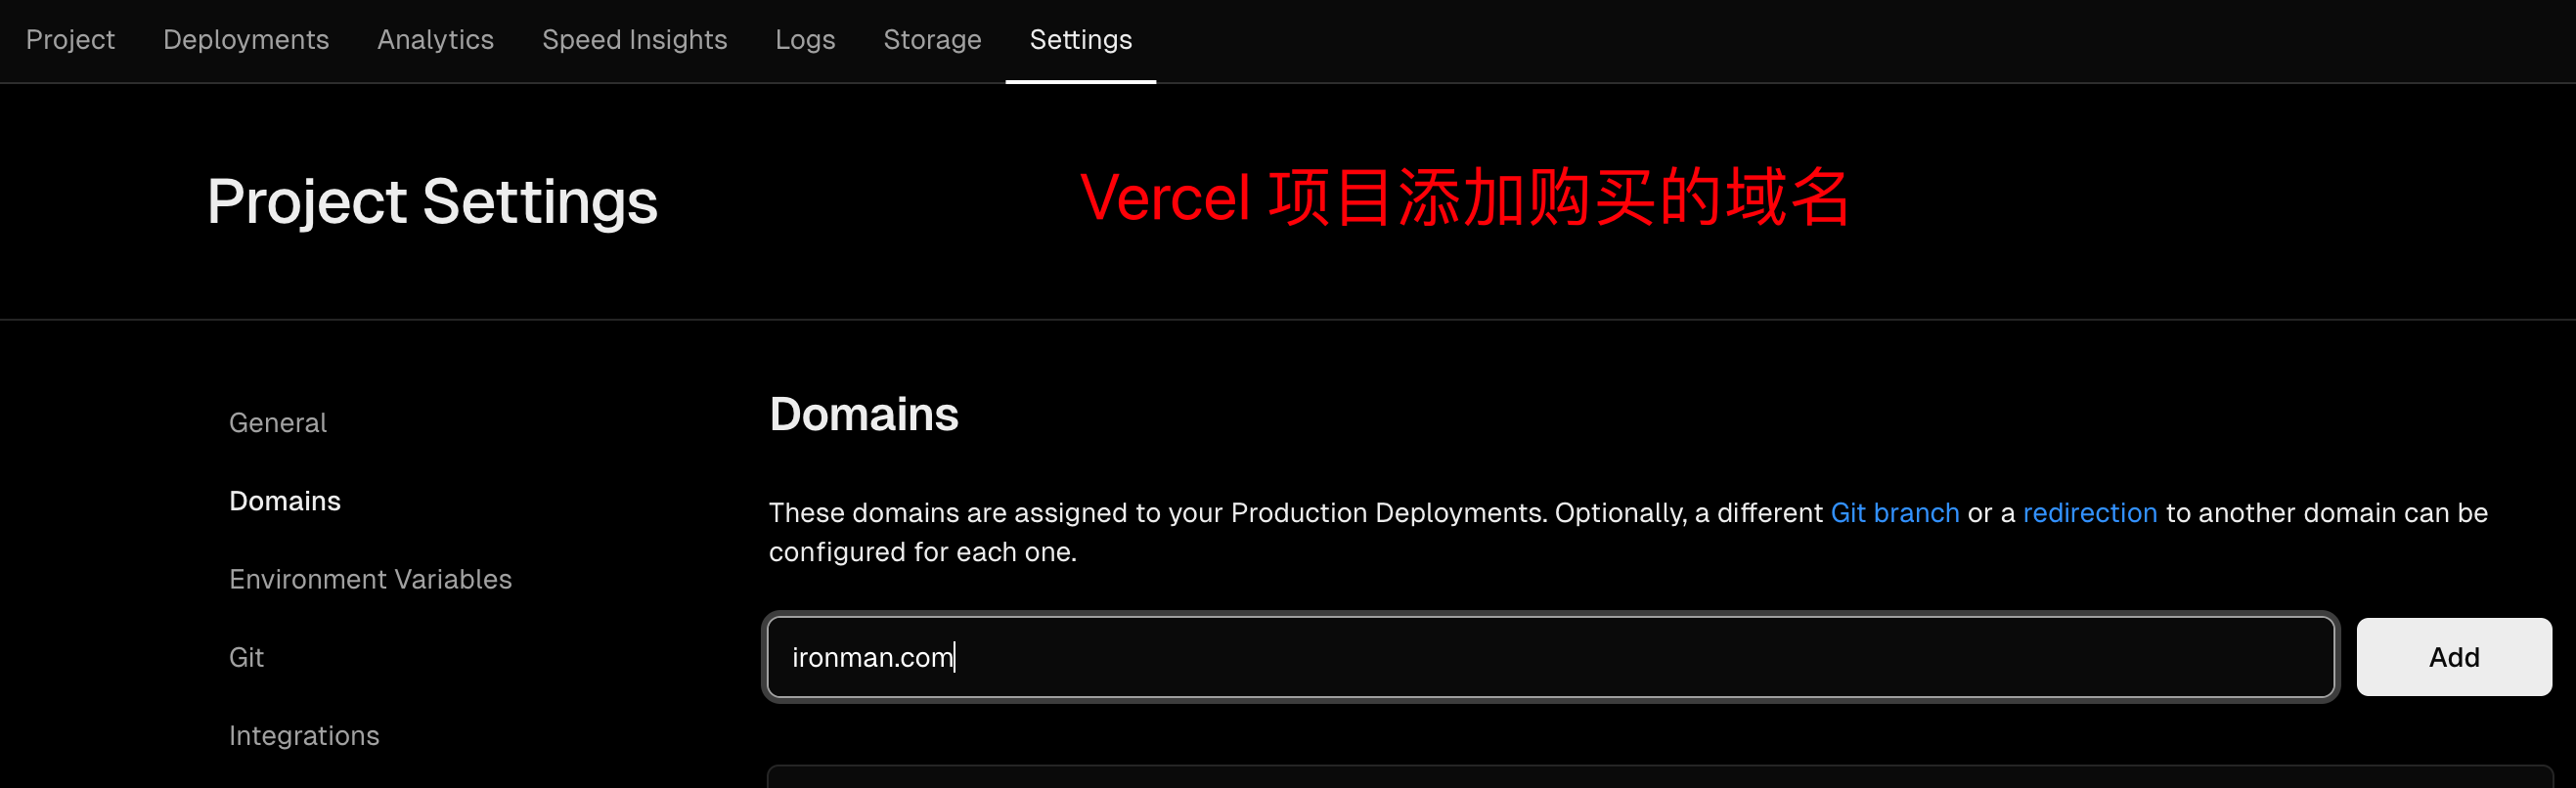 Project Deployments Analytics Speed Insights Logs Storage Settings
Project Settings
Vercel 项目添加购买的域名
General
Domains
Environment Variables
Git
Integrations
Domains
These domains are assigned to your Production Deployments. Optionally, a different Git branch or a redirection to another domain can be
configured for each one.
ironman.com
Add